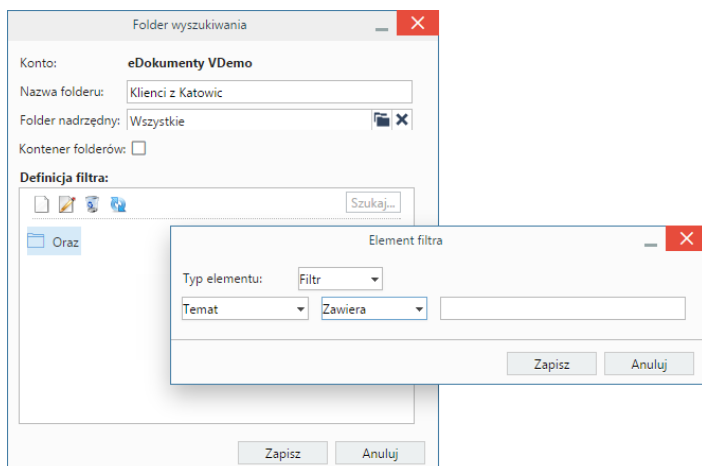 Folder wyszukiwania
Konto: eDokumenty VDemo
Nazwa folderu: Klienci z Katowic
Folder nadrzędny: Wszystkie
Kontener folderów:
Definicja filtra:
Szukaj...
Oraz
Element filtra
Typ elementu: Filtr
Temat Zawiera
Zapisz Anuluj
Zapisz Anuluj